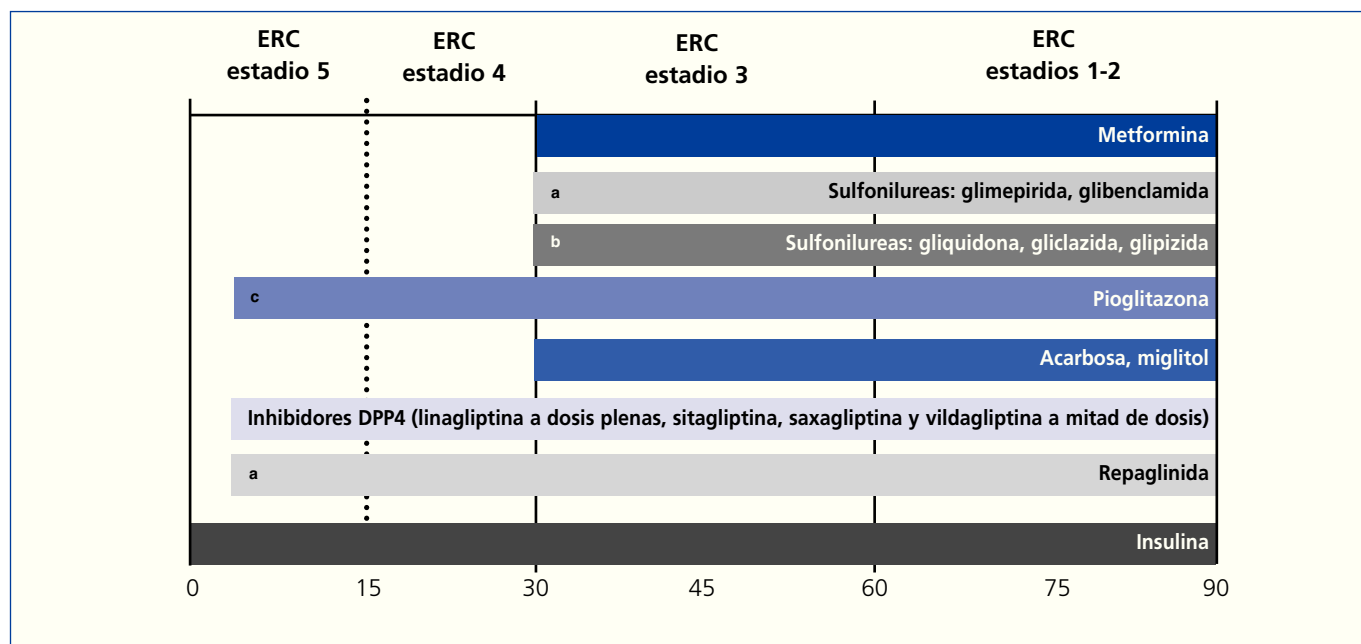 ERC
estadio 5
ERC
estadio 4
ERC
estadio 3
ERC
estadios 1-2
Metformina
a Sulfonilureas: glimepirida, glibenclamida
b Sulfonilureas: gliquidona, gliclazida, glipizida
c Pioglitazona
Acarbosa, miglitol
Inhibidores DPP4 (linagliptina a dosis plenas, sitagliptina, saxagliptina y vildagliptina a mitad de dosis)
a Repaglinida
Insulina
0 15 30 45 60 75 90